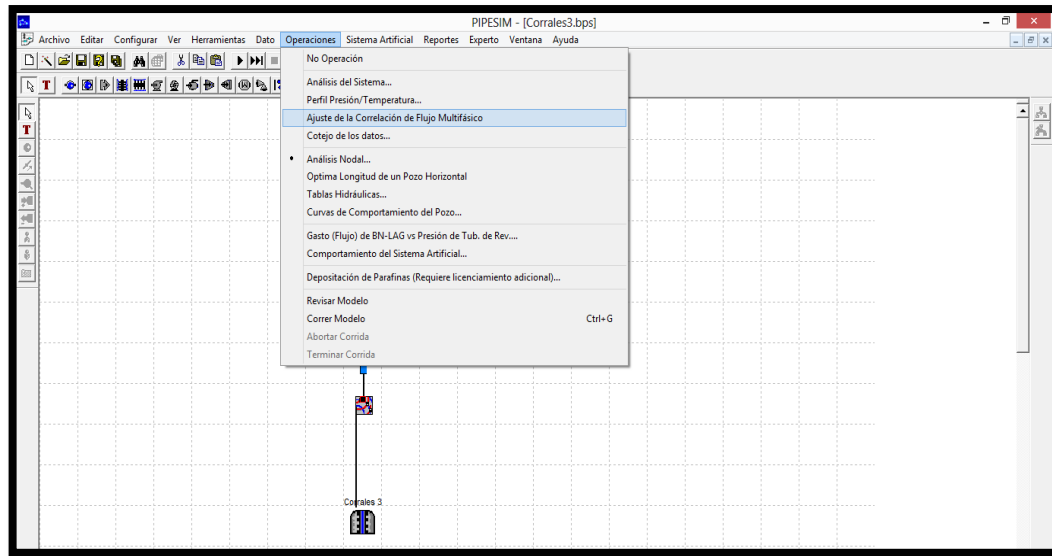 PIPESIM - [Corrales3.bps]
Archivo Editar Configurar Ver Herramientas Dato Operaciones Sistema Artificial Reportes Experto Ventana Ayuda
No Operación
Análisis del Sistema...
Perfil Presión/Temperatura...
Ajuste de la Correlación de Flujo Multifásico
Cotejo de los datos...
Análisis Nodal...
Optima Longitud de un Pozo Horizontal
Tablas Hidráulicas...
Curvas de Comportamiento del Pozo...
Gasto (Flujo) de BN-LAG vs Presión de Tub. de Rev....
Comportamiento del Sistema Artificial...
Depositación de Parafinas (Requiere licenciamiento adicional)...
Revisar Modelo
Correr Modelo Ctrl+G
Abortar Corrida
Terminar Corrida
T
T
Corrales 3